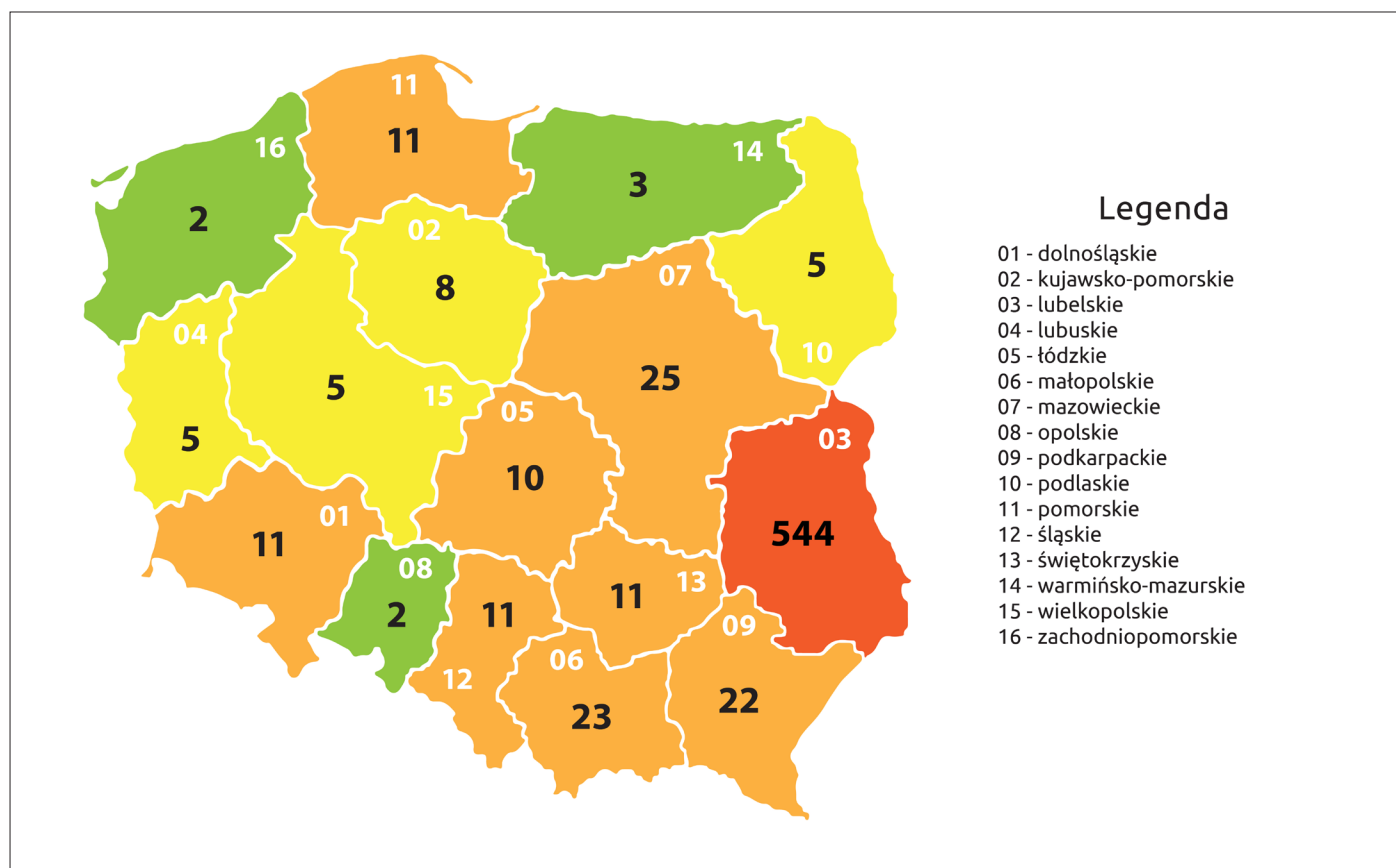 11
11
16
2
14
3
02
8
07
5
10
04
5
5
15
25
05
10
03
544
01
11
08
2
11
12
11
13
09
22
06
23
Legenda
01 - dolnośląskie
02 - kujawsko-pomorskie
03 - lubelskie
04 - lubuskie
05 - łódzkie
06 - małopolskie
07 - mazowieckie
08 - opolskie
09 - podkarpackie
10 - podlaskie
11 - pomorskie
12 - śląskie
13 - świętokrzyskie
14 - warmińsko-mazurskie
15 - wielkopolskie
16 - zachodniopomorskie